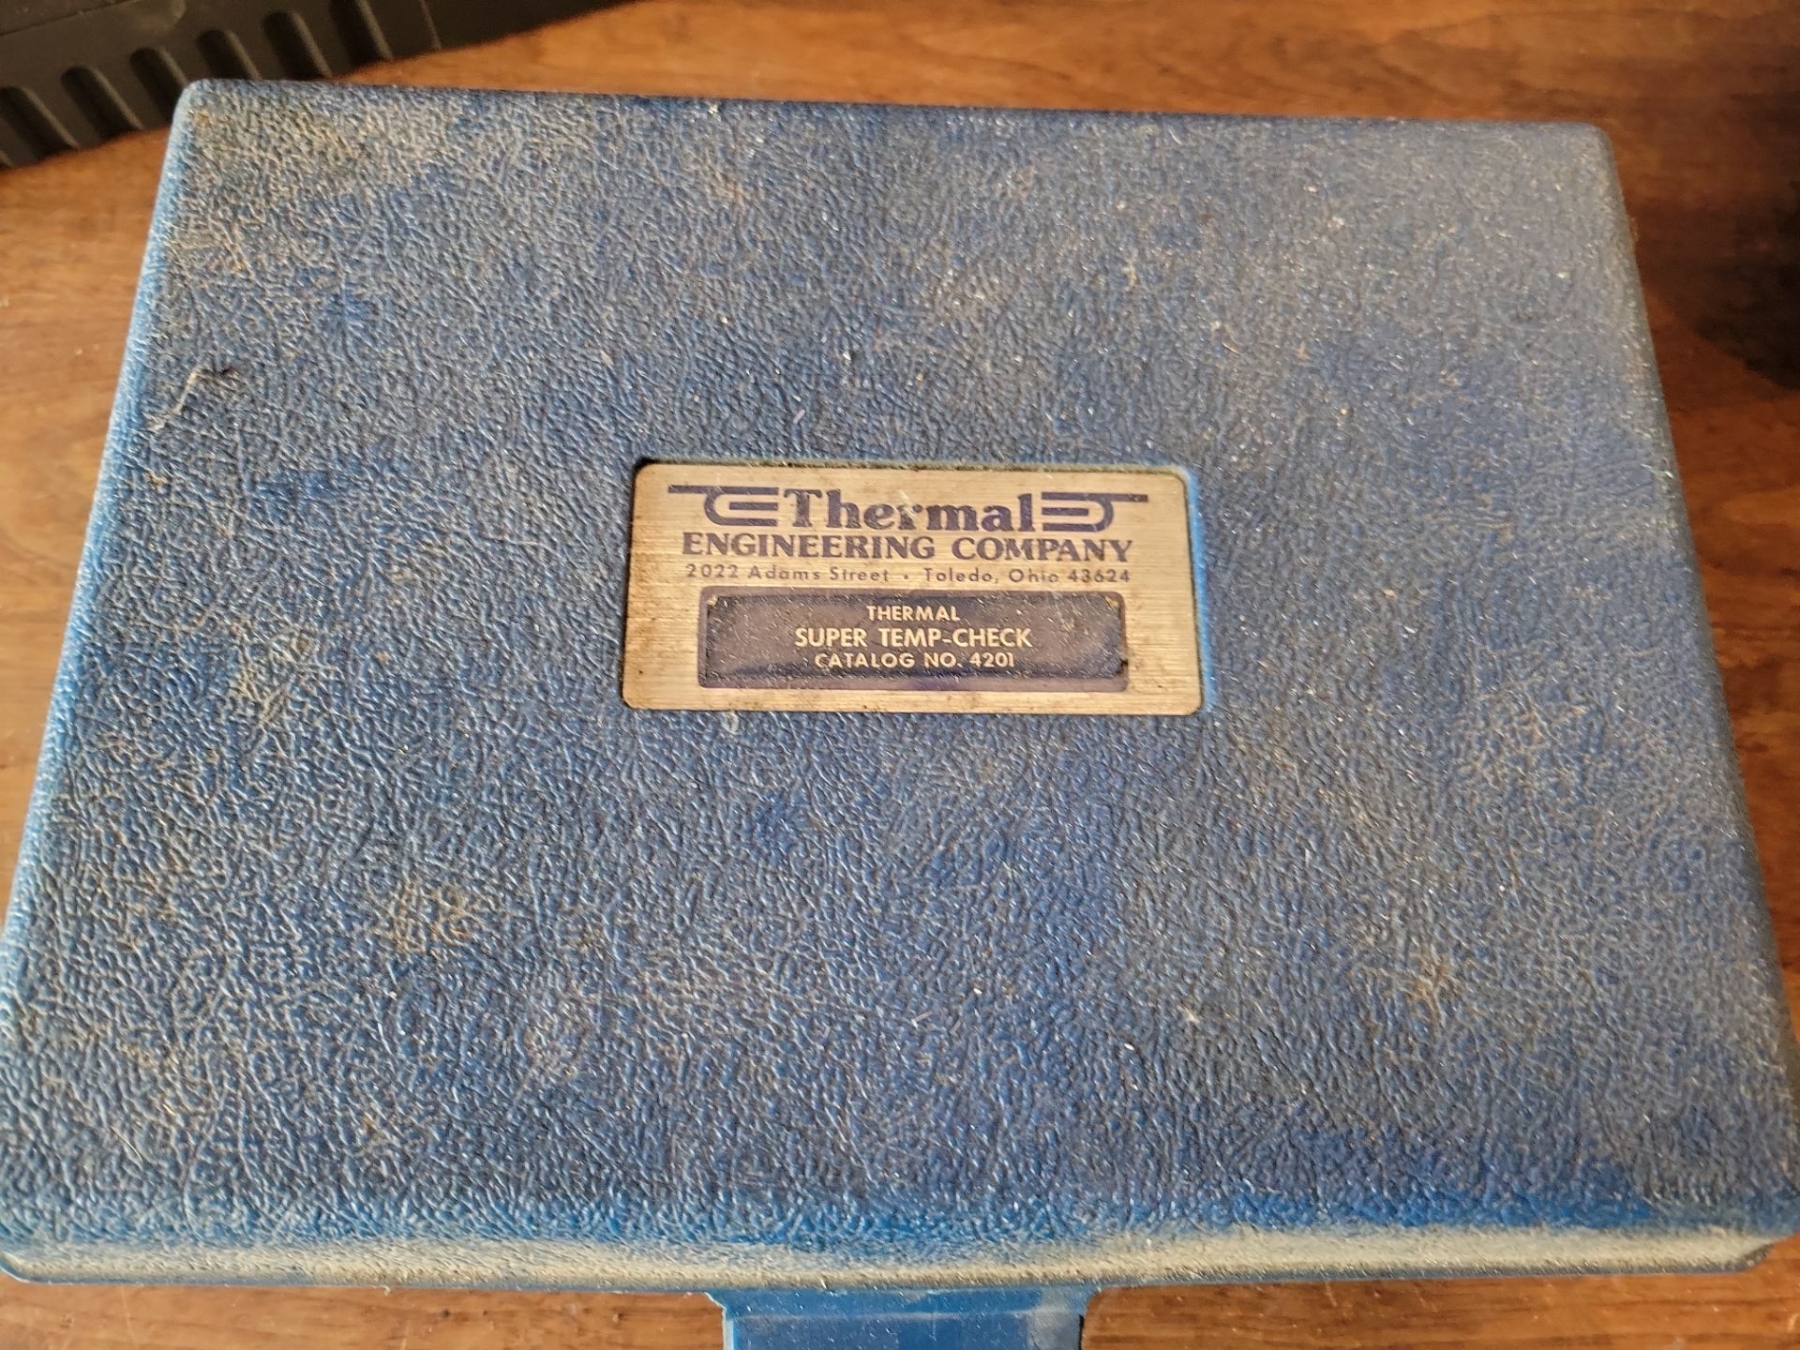 Thermal
ENGINEERING COMPANY
2022 Adams Street • Toledo, Ohio 43624
THERMAL
SUPER TEMP-CHECK
CATALOG NO. 4201